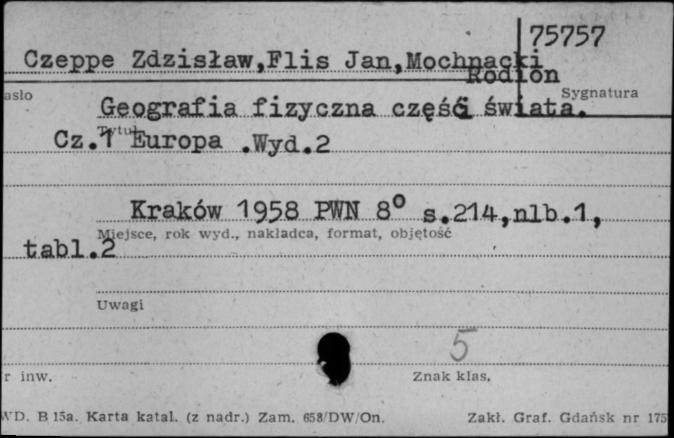 75757
Czeppe Zdzisław,Flis Jan,Mochnacki
Rodion
asło
Sygnatura
Geografia fizyczna części świata.
Tytuł
Cz.1 Europa .Wyd.2
Kraków 1958 PWN 8° s.214,nlb.1,
Miejsce, rok wyd., nakładca, format, objętość
tabl.2
Uwagi
5
r inw.
Znak klas.
WD. B 15a. Karta katal. (z nadr.) Zam. 658/DW/On.
Zakł. Graf. Gdańsk nr 175